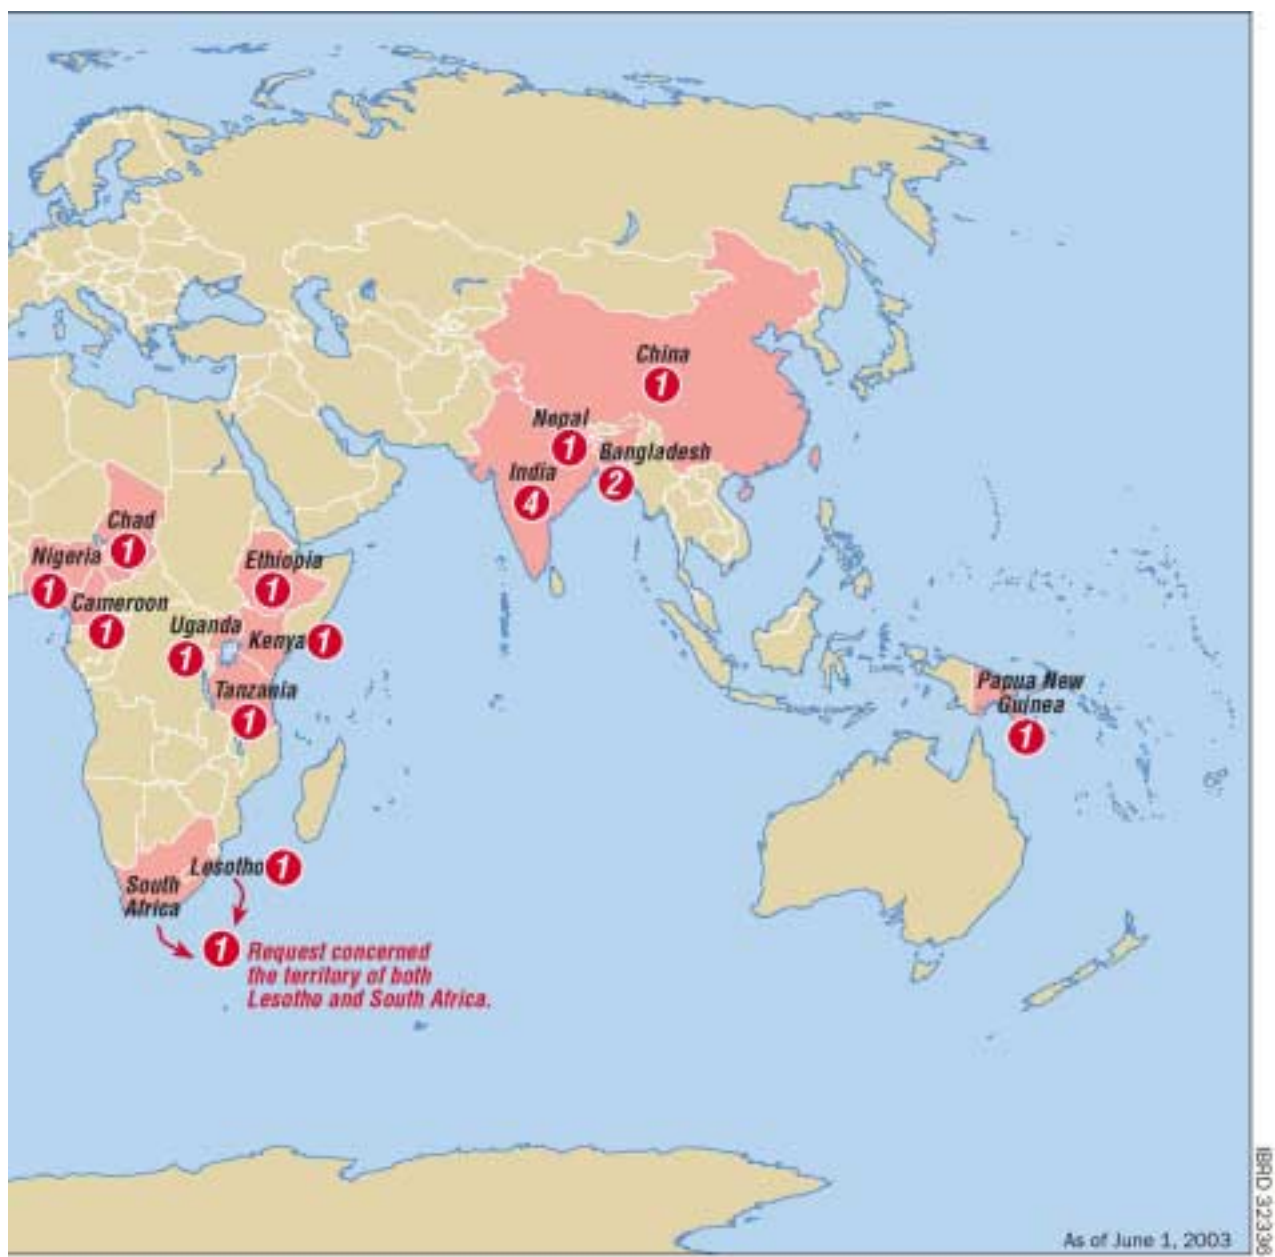 China
1
Nepal
1
Bangladesh
2
India
4
Chad
1
Nigeria
1
Ethiopia
1
Cameroon
1
Uganda
1
Kenya 1
Tanzania
1
Papua New
Guinea
1
Lesotho 1
South
Africa
1
Request concerned
the territory of both
Lesotho and South Africa.
As of June 1, 2003
IBRD 32336